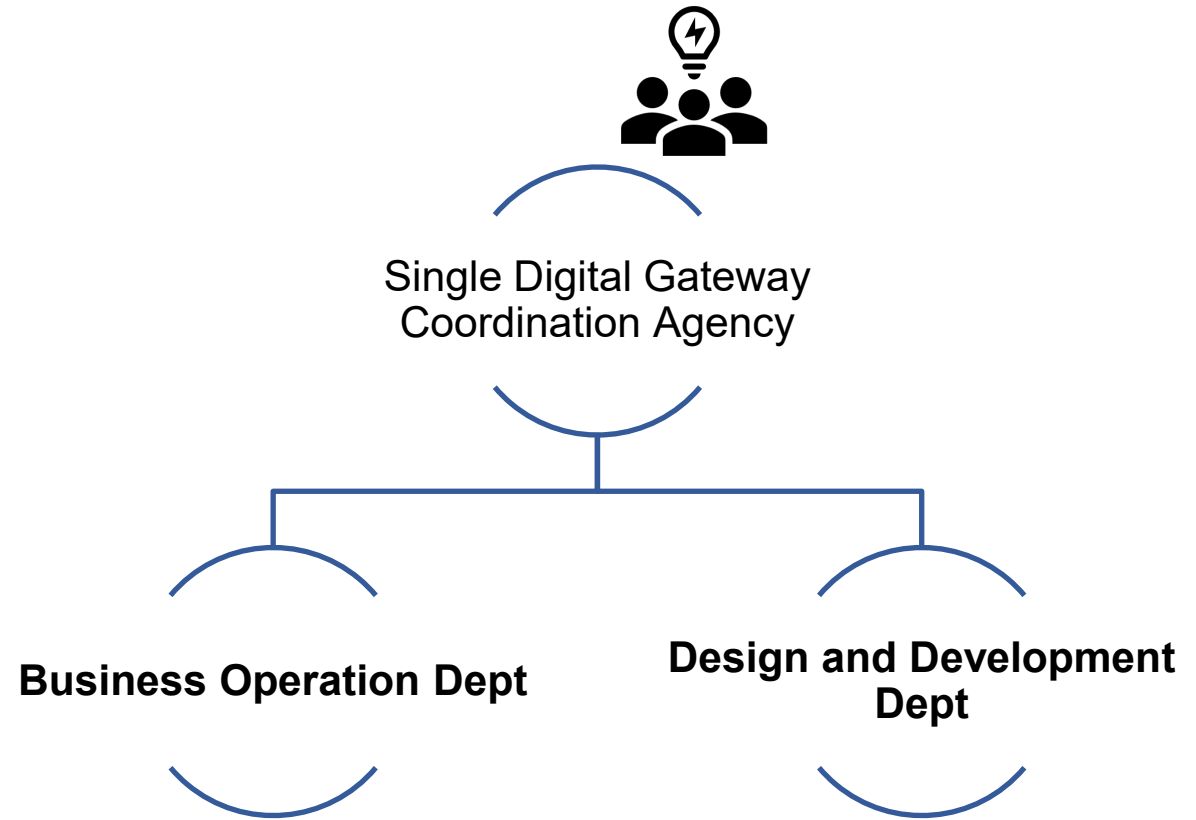 Single Digital Gateway
Coordination Agency
Business Operation Dept
Design and Development
Dept